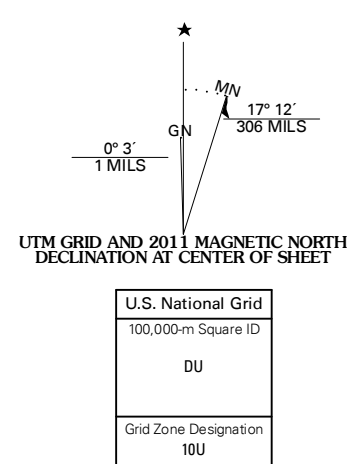 MN
17° 12´
306 MILS
GN
0° 3´
1 MILS
UTM GRID AND 2011 MAGNETIC NORTH
DECLINATION AT CENTER OF SHEET
U.S. National Grid
100,000-m Square ID
DU
Grid Zone Designation
10U